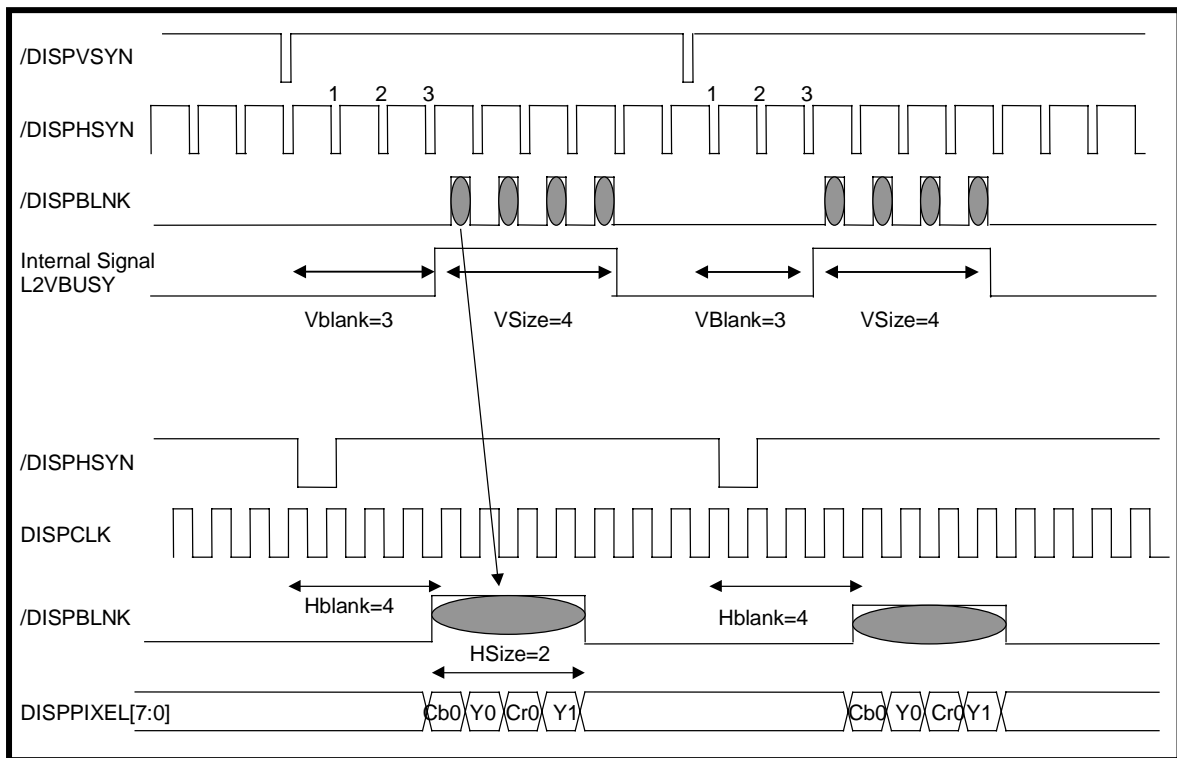 /DISPVSYN
1 2 3 1 2 3
/DISPHSYN
/DISPBLNK
Internal Signal
L2VBUSY
Vblank=3 VSize=4 VBlank=3 VSize=4
/DISPHSYN
DISPCLK
Hblank=4 Hblank=4
/DISPBLNK
HSize=2
DISPPIXEL[7:0] Cb0 Y0 Cr0 Y1 Cb0 Y0 Cr0 Y1